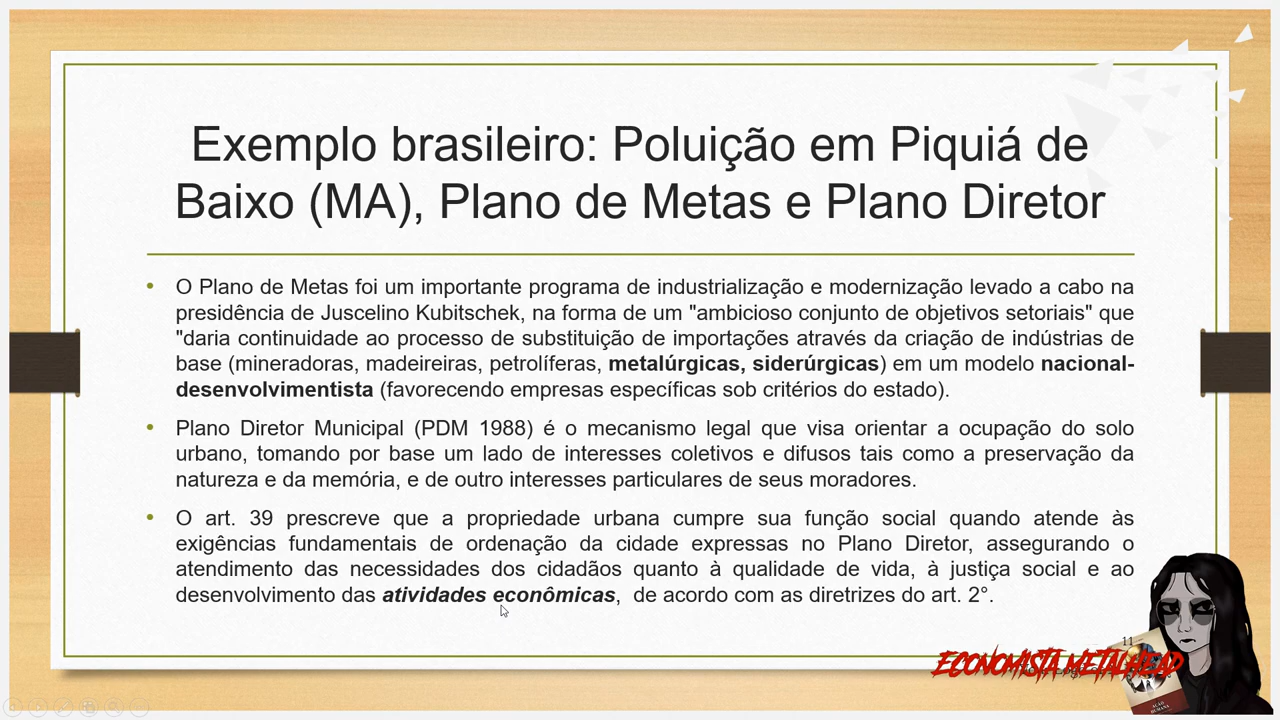 Exemplo brasileiro: Poluição em Piquiá de
Baixo (MA), Plano de Metas e Plano Diretor
• O Plano de Metas foi um importante programa de industrialização e modernização levado a cabo na
presidência de Juscelino Kubitschek, na forma de um "ambicioso conjunto de objetivos setoriais" que
"daria continuidade ao processo de substituição de importações através da criação de indústrias de
base (mineradoras, madeireiras, petrolíferas, metalúrgicas, siderúrgicas) em um modelo nacional-
desenvolvimentista (favorecendo empresas específicas sob critérios do estado).
• Plano Diretor Municipal (PDM 1988) é o mecanismo legal que visa orientar a ocupação do solo
urbano, tomando por base um lado de interesses coletivos e difusos tais como a preservação da
natureza e da memória, e de outro interesses particulares de seus moradores.
• O art. 39 prescreve que a propriedade urbana cumpre sua função social quando atende às
exigências fundamentais de ordenação da cidade expressas no Plano Diretor, assegurando o
atendimento das necessidades dos cidadãos quanto à qualidade de vida, à justiça social e ao
desenvolvimento das atividades econômicas, de acordo com as diretrizes do art. 2°.
11
ECONOMISTA METALHEAD
AÇÃO
HUMANA